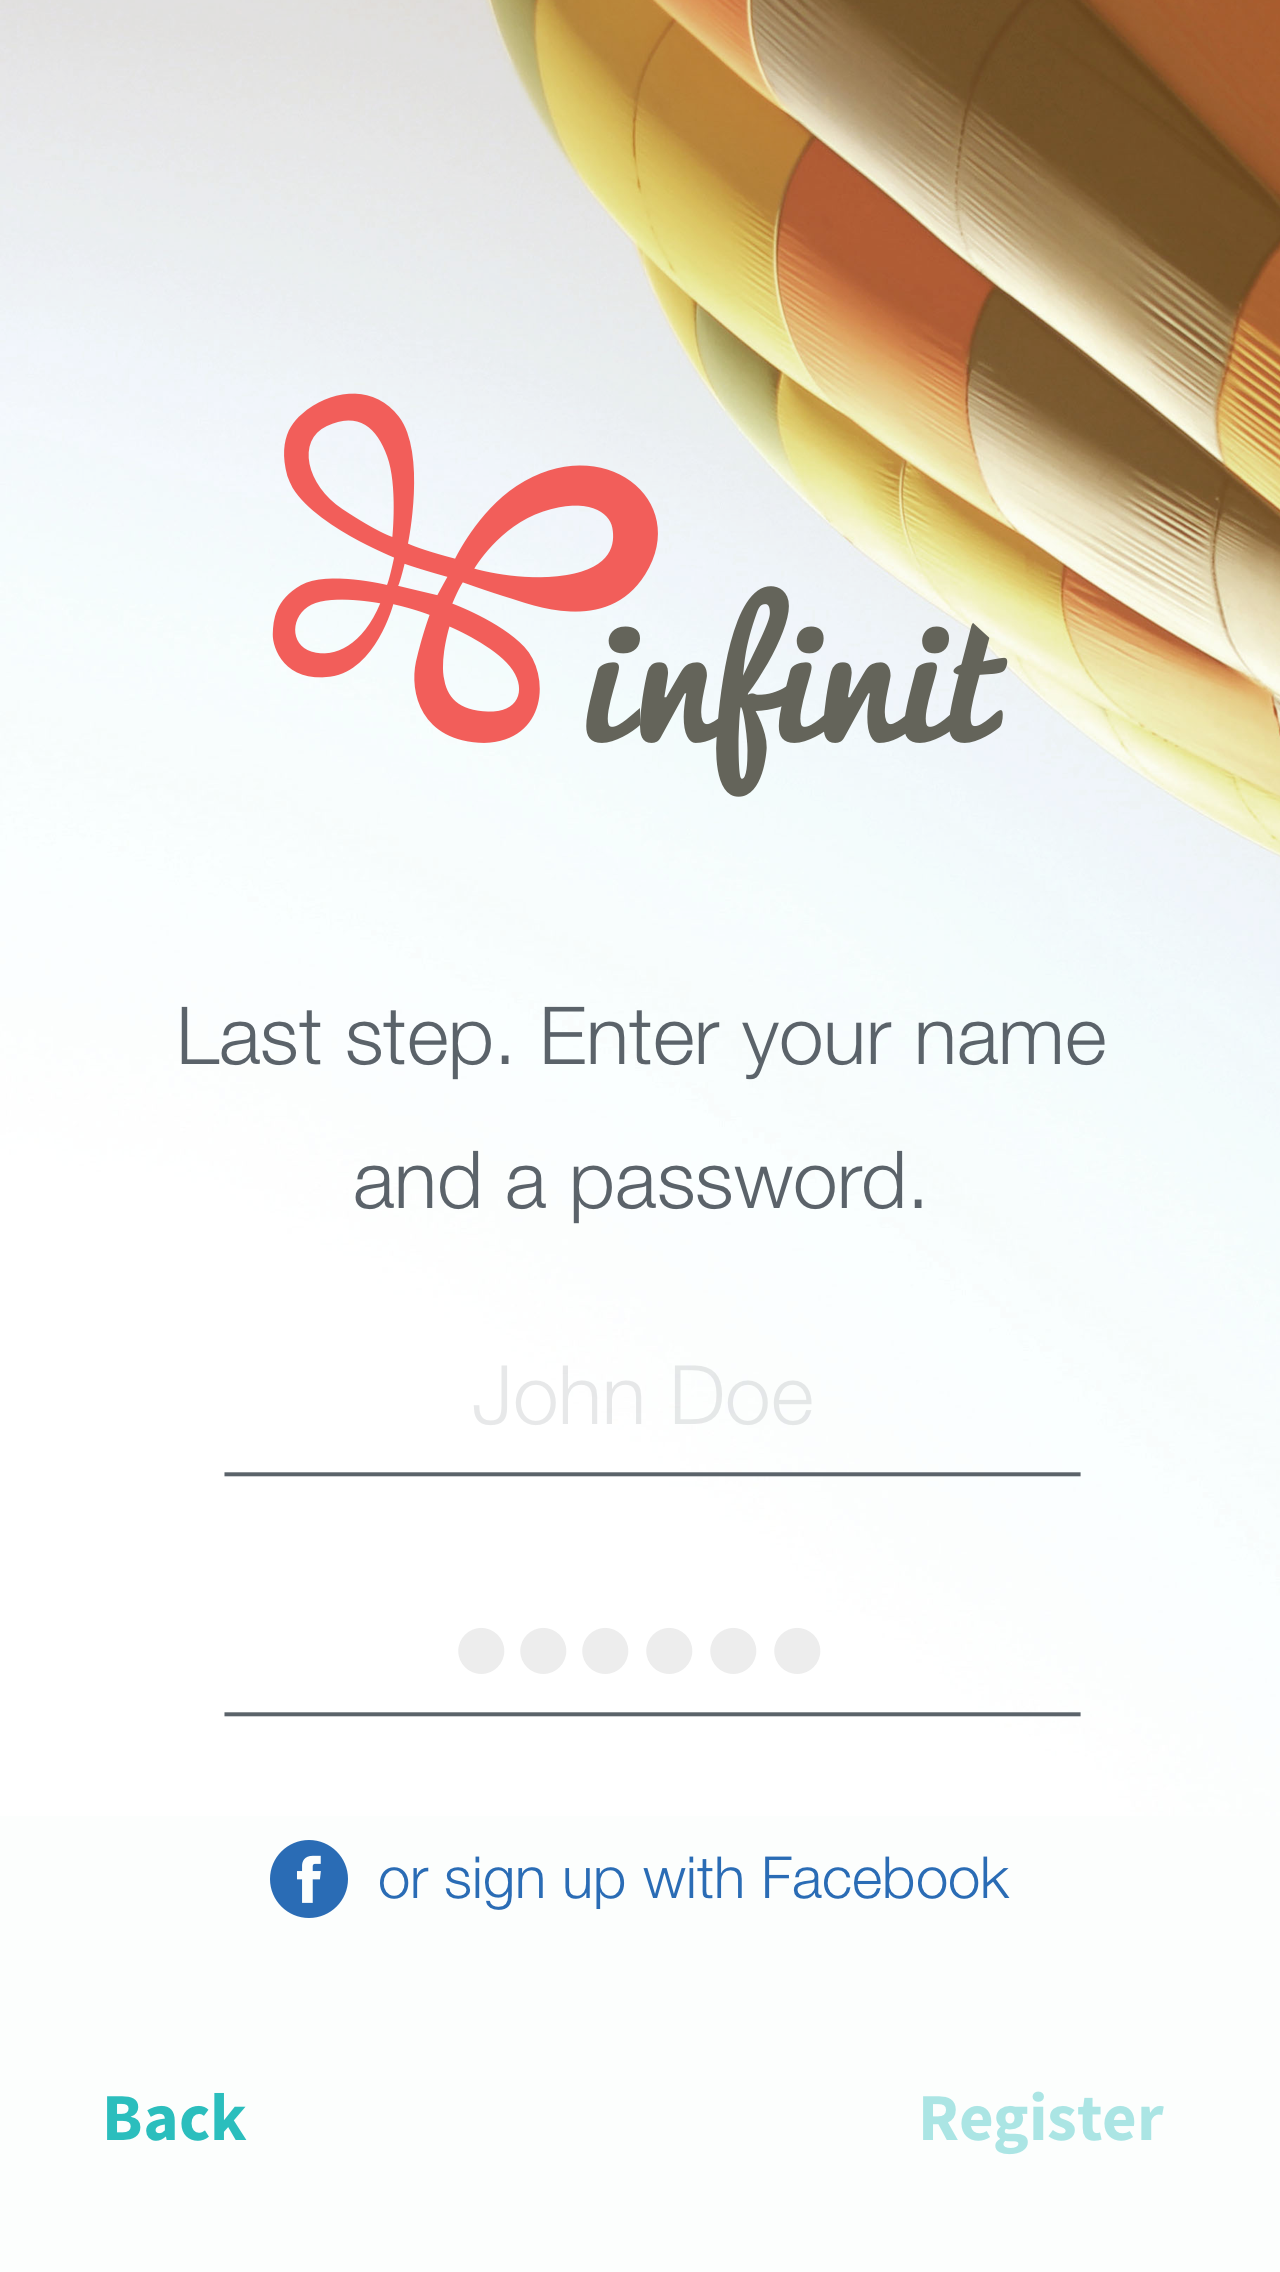 infinit
Last step. Enter your name
and a password.
John Doe
or sign up with Facebook
Back
Register